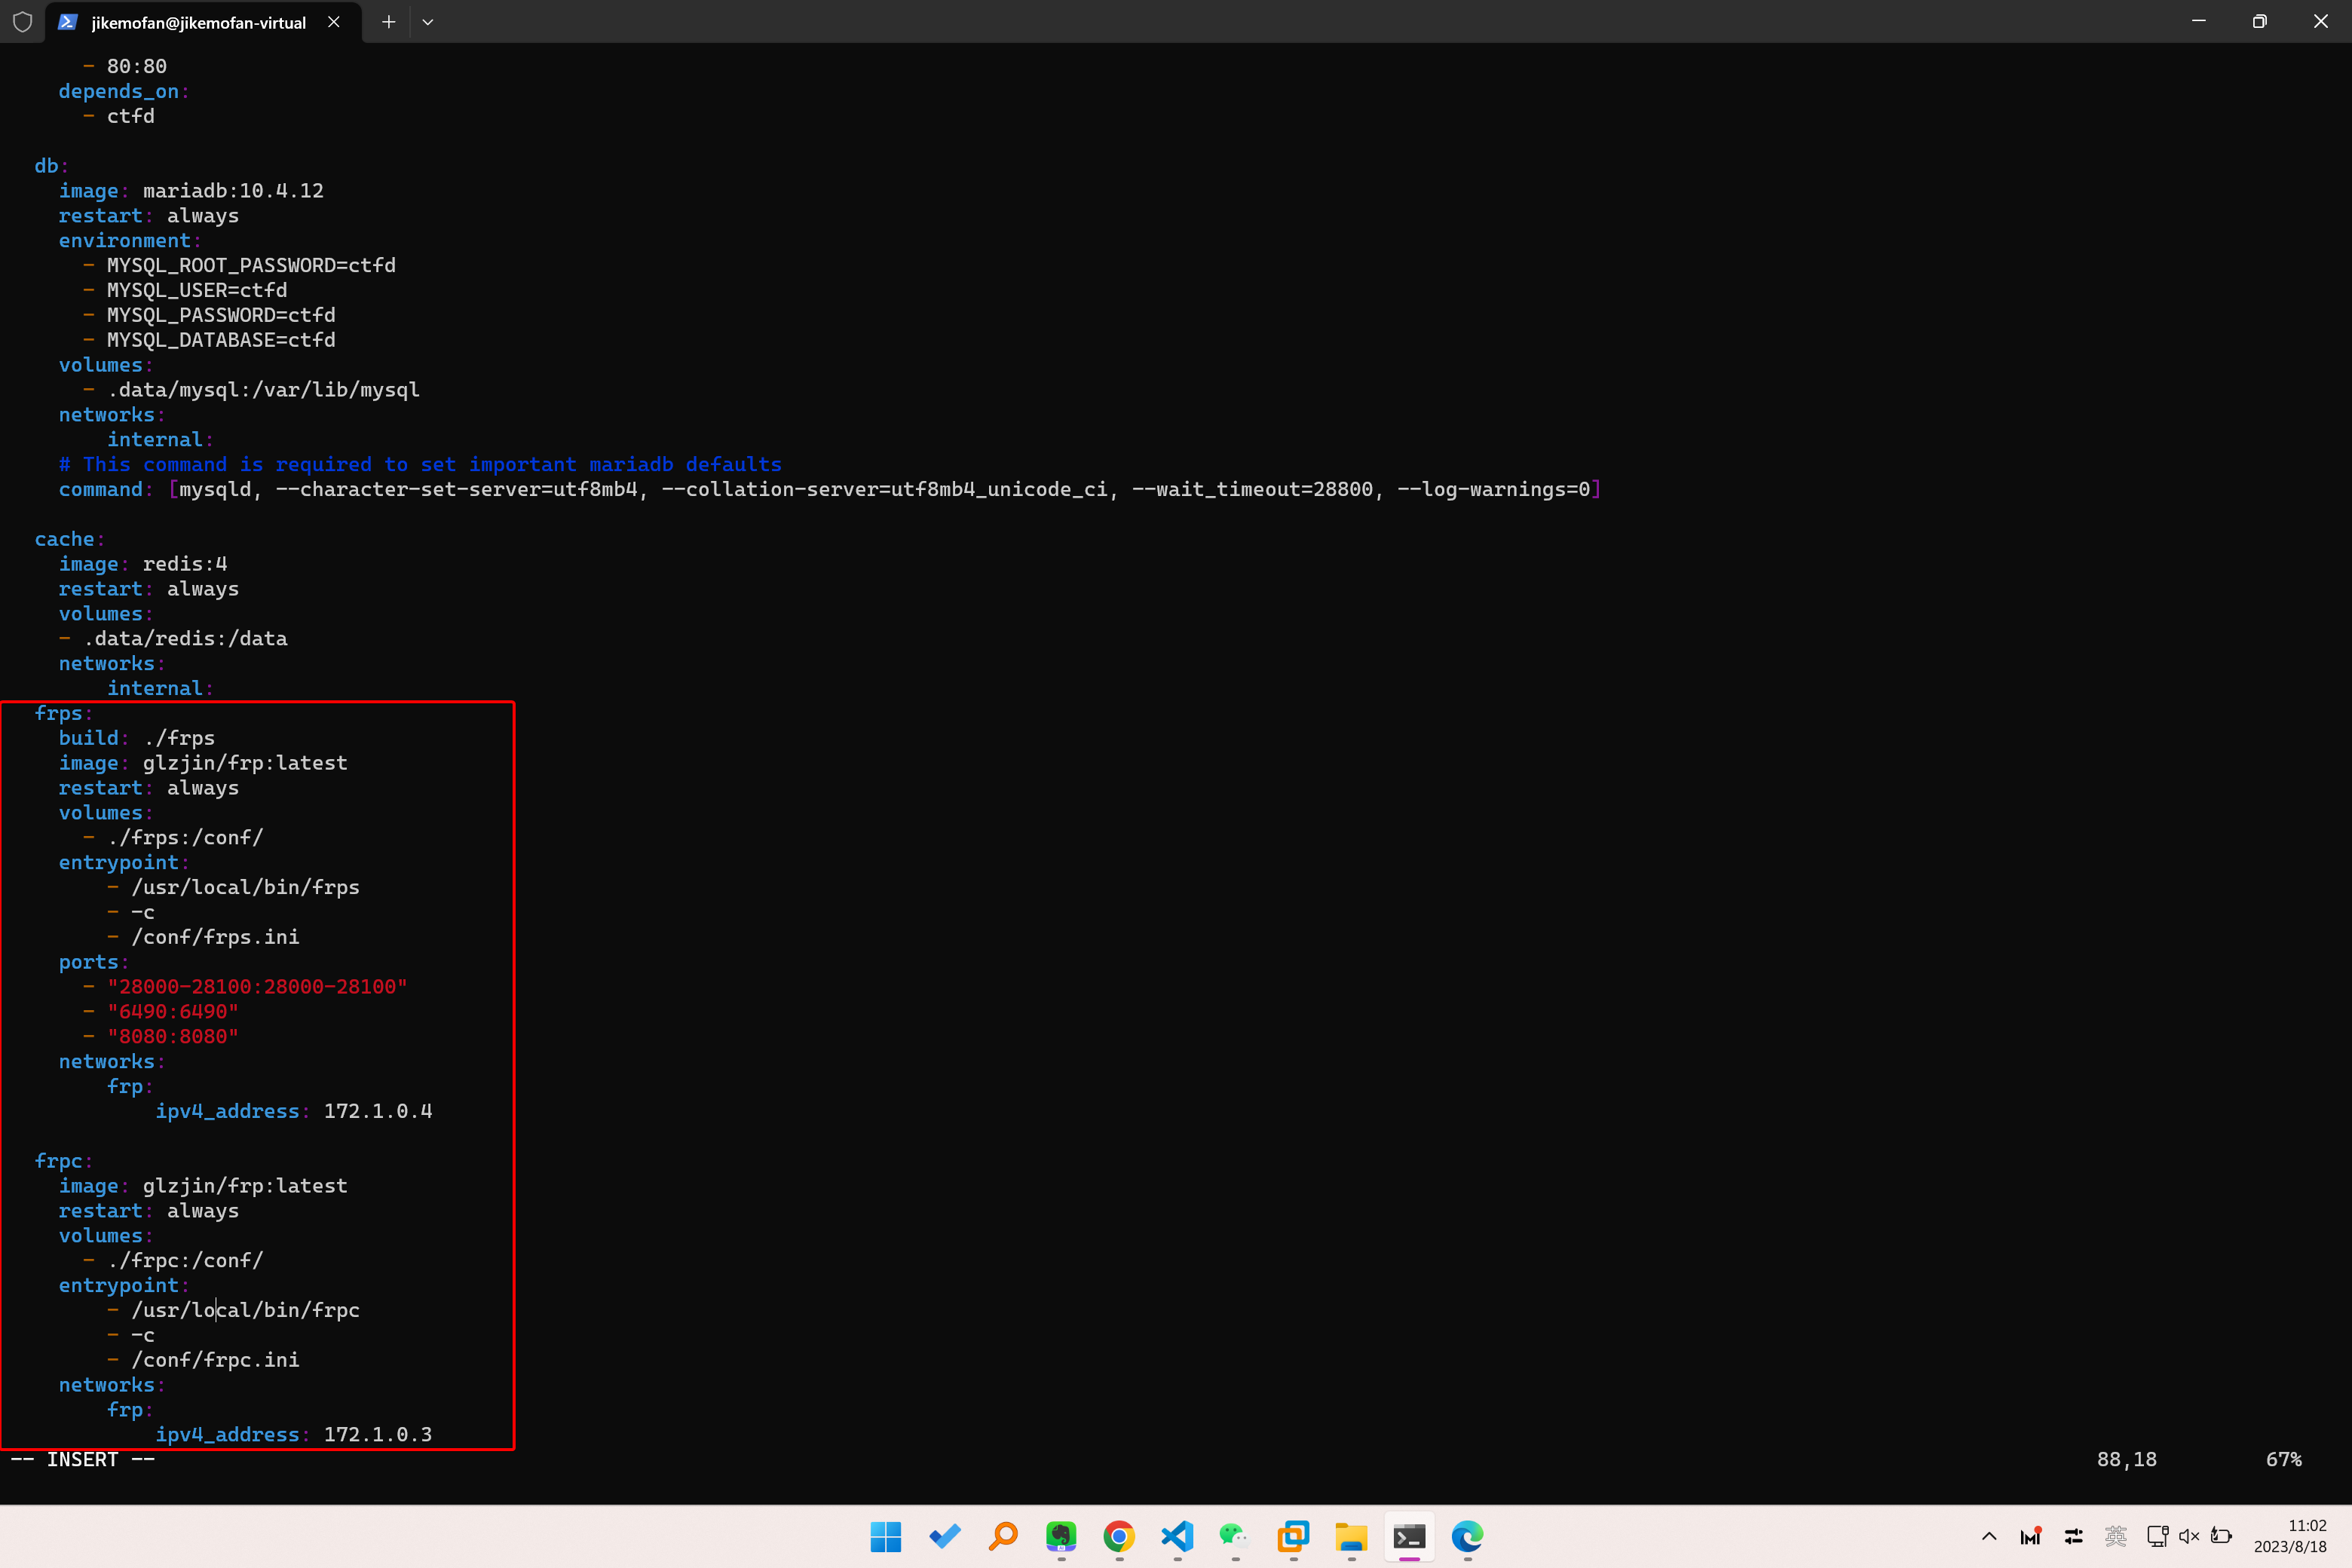 jikemofan@jikemofan-virtual
      - 80:80
    depends_on:
      - ctfd
  db:
    image: mariadb:10.4.12
    restart: always
    environment:
      - MYSQL_ROOT_PASSWORD=ctfd
      - MYSQL_USER=ctfd
      - MYSQL_PASSWORD=ctfd
      - MYSQL_DATABASE=ctfd
    volumes:
      - .data/mysql:/var/lib/mysql
    networks:
        internal:
    # This command is required to set important mariadb defaults
    command: [mysqld, --character-set-server=utf8mb4, --collation-server=utf8mb4_unicode_ci, --wait_timeout=28800, --log-warnings=0]
  cache:
    image: redis:4
    restart: always
    volumes:
    - .data/redis:/data
    networks:
        internal:
  frps:
    build: ./frps
    image: glzjin/frp:latest
    restart: always
    volumes:
      - ./frps:/conf/
    entrypoint:
        - /usr/local/bin/frps
        - -c
        - /conf/frps.ini
    ports:
      - "28000-28100:28000-28100"
      - "6490:6490"
      - "8080:8080"
    networks:
        frp:
            ipv4_address: 172.1.0.4
  frpc:
    image: glzjin/frp:latest
    restart: always
    volumes:
      - ./frpc:/conf/
    entrypoint:
        - /usr/local/bin/frpc
        - -c
        - /conf/frpc.ini
    networks:
        frp:
            ipv4_address: 172.1.0.3
-- INSERT -- 88,18 67%
英
11:02
2023/8/18